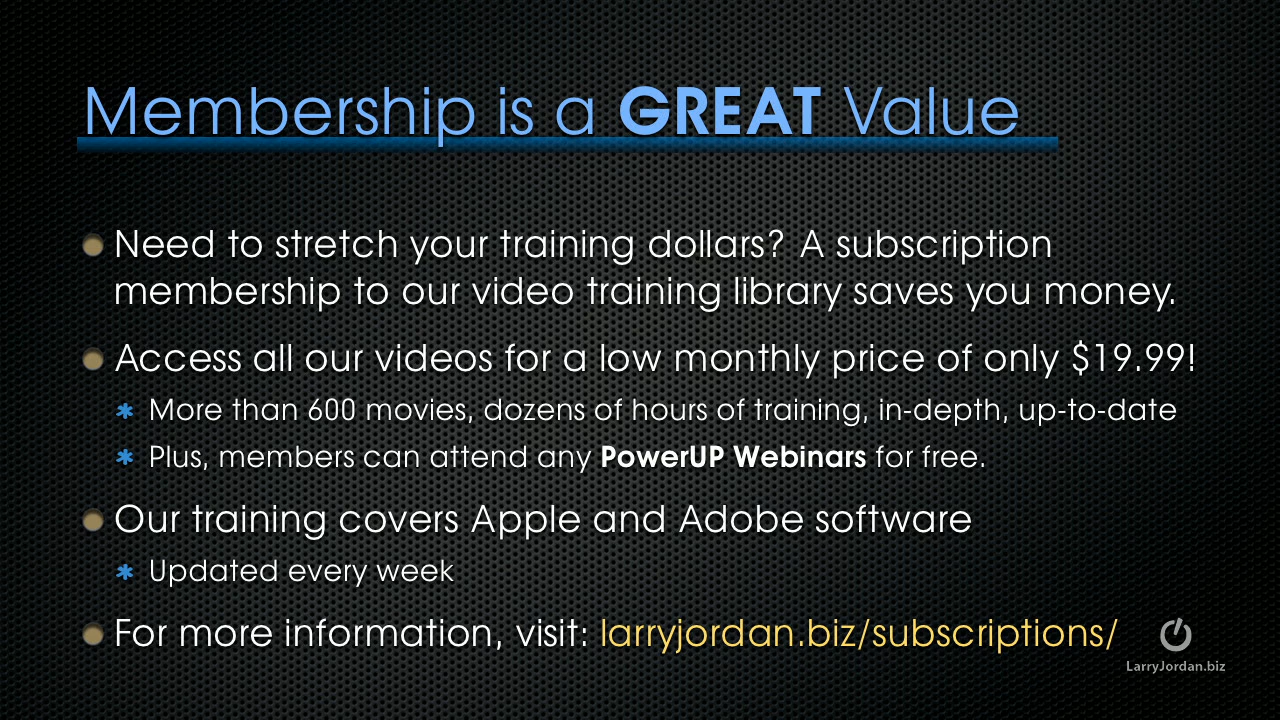 Membership is a GREAT Value
Need to stretch your training dollars? A subscription
membership to our video training library saves you money.
Access all our videos for a low monthly price of only $19.99!
More than 600 movies, dozens of hours of training, in-depth, up-to-date
Plus, members can attend any PowerUP Webinars for free.
Our training covers Apple and Adobe software
Updated every week
For more information, visit: larryjordan.biz/subscriptions/
LarryJordan.biz